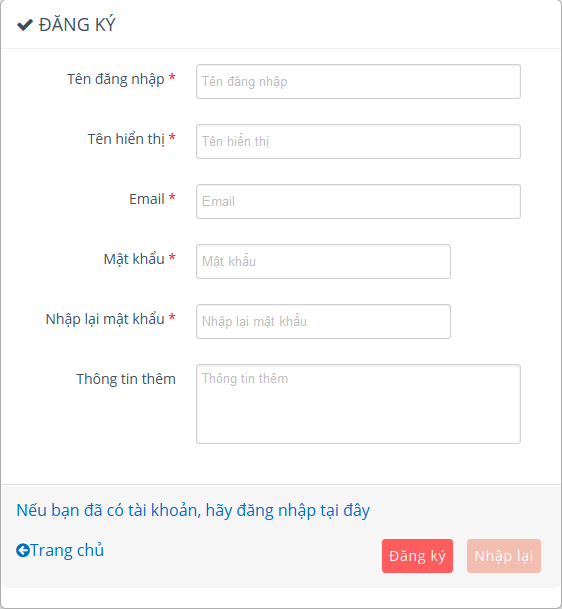 ĐĂNG KÝ
Tên đăng nhập * Tên đăng nhập
Tên hiển thị * Tên hiển thị
Email * Email
Mật khẩu * Mật khẩu
Nhập lại mật khẩu * Nhập lại mật khẩu
Thông tin thêm Thông tin thêm
Nếu bạn đã có tài khoản, hãy đăng nhập tại đây
Trang chủ Đăng ký Nhập lại